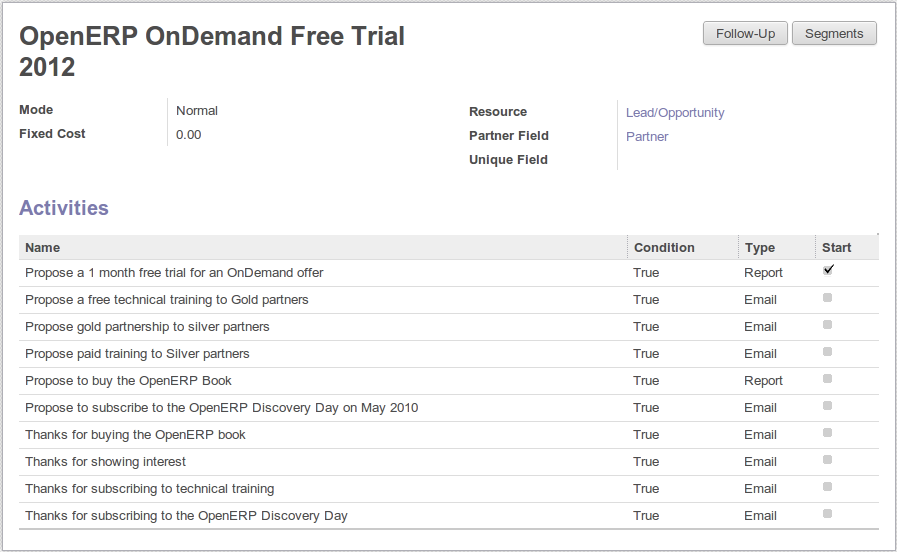 OpenERP OnDemand Free Trial
2012
Follow-Up Segments
Mode Normal
Fixed Cost 0.00
Resource Lead/Opportunity
Partner Field Partner
Unique Field
Activities
Name Condition Type Start
Propose a 1 month free trial for an OnDemand offer True Report
Propose a free technical training to Gold partners True Email
Propose gold partnership to silver partners True Email
Propose paid training to Silver partners True Email
Propose to buy the OpenERP Book True Report
Propose to subscribe to the OpenERP Discovery Day on May 2010 True Email
Thanks for buying the OpenERP book True Email
Thanks for showing interest True Email
Thanks for subscribing to technical training True Email
Thanks for subscribing to the OpenERP Discovery Day True Email